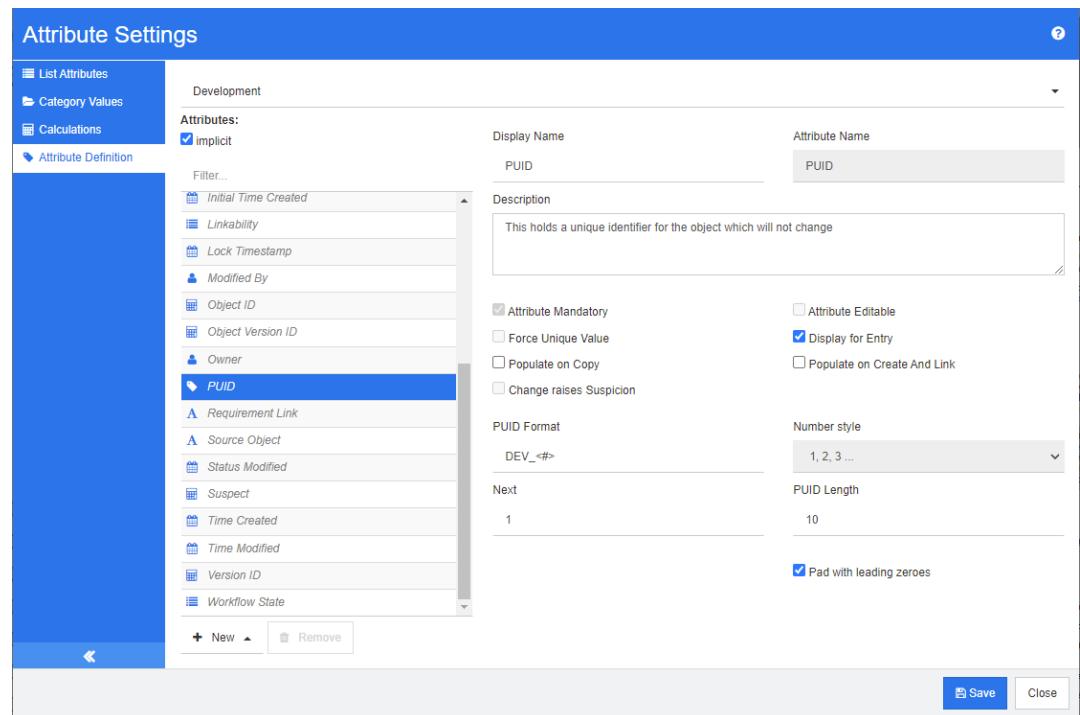 Attribute Settings
List Attributes
Category Values
Calculations
Attribute Definition
Development
Attributes:
implicit
Filter...
Initial Time Created
Linkability
Lock Timestamp
Modified By
Object ID
Object Version ID
Owner
PUID
Requirement Link
Source Object
Status Modified
Suspect
Time Created
Time Modified
Version ID
Workflow State
New
Remove
Display Name
Attribute Name
PUID
PUID
Description
This holds a unique identifier for the object which will not change
Attribute Mandatory
Attribute Editable
Force Unique Value
Display for Entry
Populate on Copy
Populate on Create And Link
Change raises Suspicion
PUID Format
Number style
DEV_<#>
1, 2, 3 ...
Next
PUID Length
1
10
Pad with leading zeroes
Save
Close